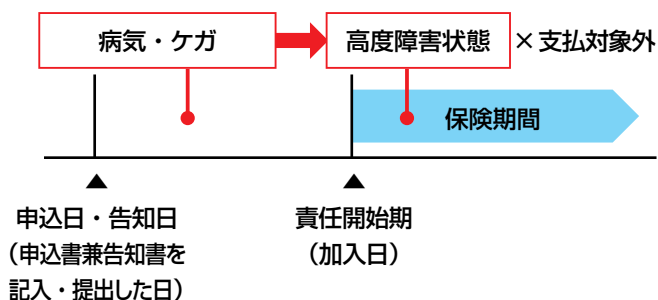 病気・ケガ
高度障害状態
×支払対象外
保険期間
申込日・告知日
(申込書兼告知書を
記入・提出した日)
責任開始期
(加入日)